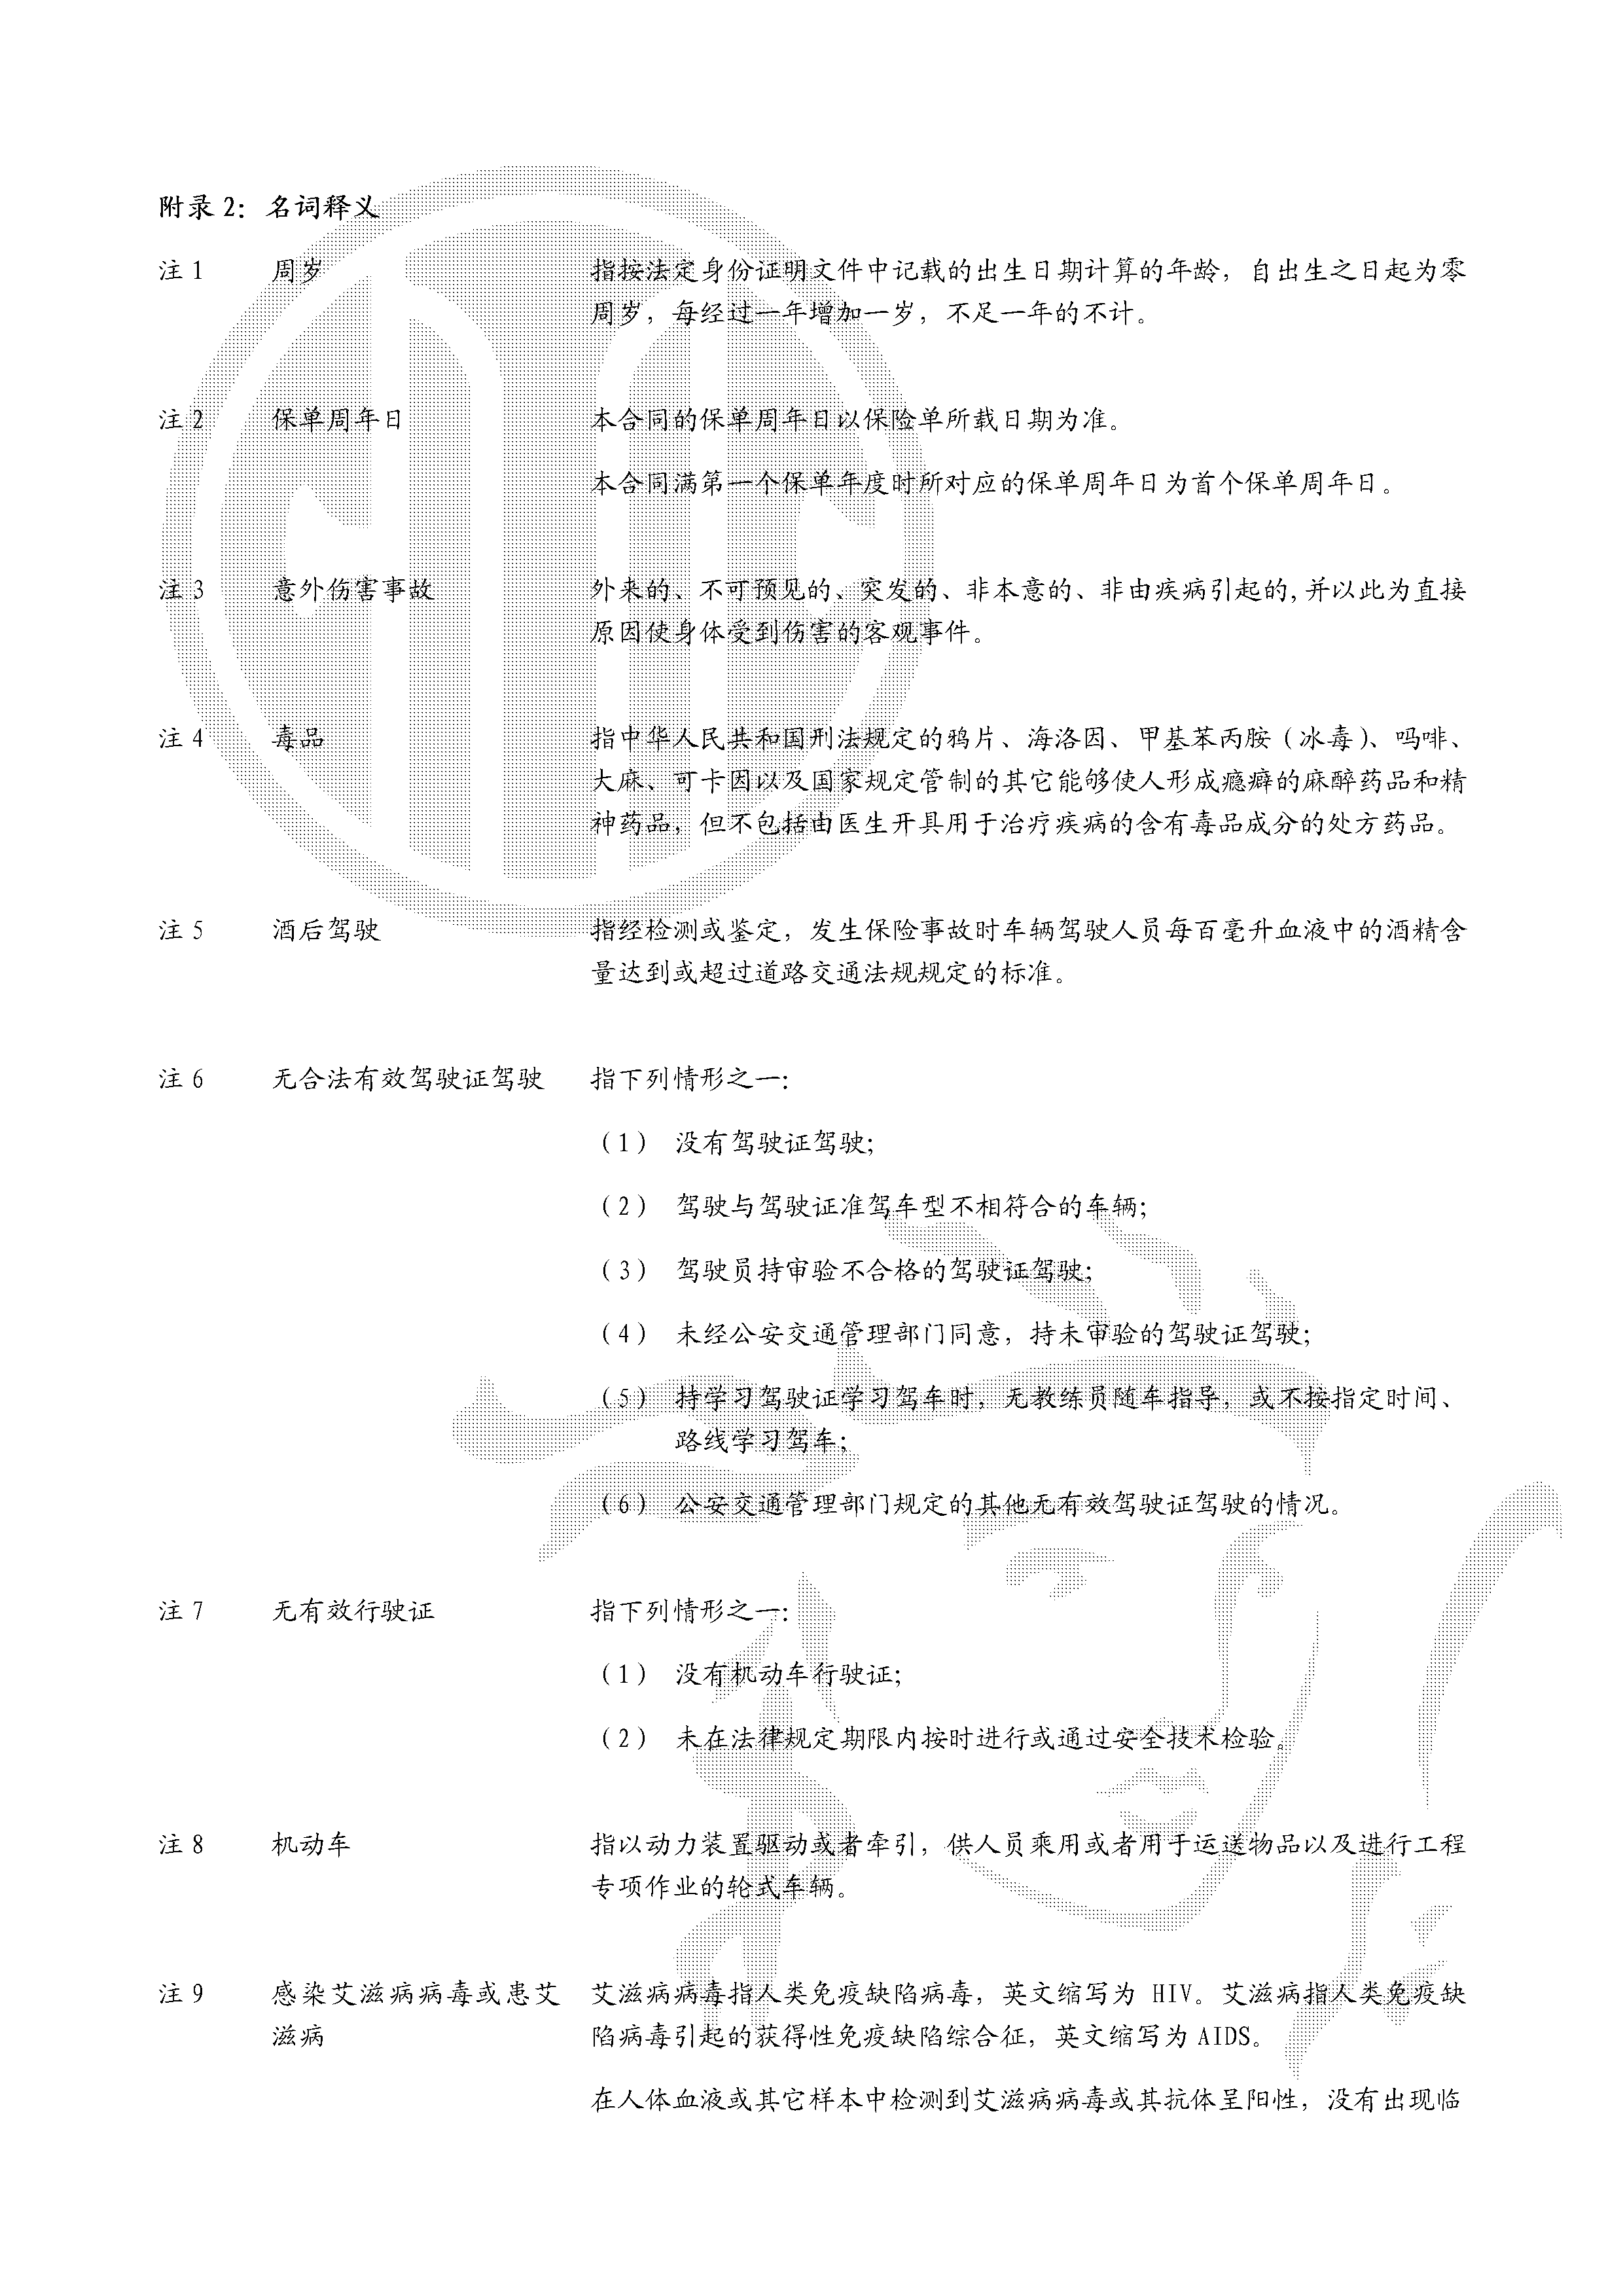 附录 2：名词释义
注 1 周岁 指按法定身份证明文件中记载的出生日期计算的年龄，自出生之日起为零
周岁，每经过一年增加一岁，不足一年的不计。
注 2 保单周年日 本合同的保单周年日以保险单所载日期为准。
本合同满第一个保单年度时所对应的保单周年日为首个保单周年日。
注 3 意外伤害事故 外来的、不可预见的、突发的、非本意的、非由疾病引起的,并以此为直接
原因使身体受到伤害的客观事件。
注 4 毒品 指中华人民共和国刑法规定的鸦片、海洛因、甲基苯丙胺（冰毒）、吗啡、
大麻、可卡因以及国家规定管制的其它能够使人形成瘾癖的麻醉药品和精
神药品，但不包括由医生开具用于治疗疾病的含有毒品成分的处方药品。
注 5 酒后驾驶 指经检测或鉴定，发生保险事故时车辆驾驶人员每百毫升血液中的酒精含
量达到或超过道路交通法规规定的标准。
注 6 无合法有效驾驶证驾驶 指下列情形之一：
（1） 没有驾驶证驾驶；
（2） 驾驶与驾驶证准驾车型不相符合的车辆；
（3） 驾驶员持审验不合格的驾驶证驾驶；
（4） 未经公安交通管理部门同意，持未审验的驾驶证驾驶；
（5） 持学习驾驶证学习驾车时，无教练员随车指导，或不按指定时间、
路线学习驾车；
（6） 公安交通管理部门规定的其他无有效驾驶证驾驶的情况。
注 7 无有效行驶证 指下列情形之一：
（1） 没有机动车行驶证；
（2） 未在法律规定期限内按时进行或通过安全技术检验。
注 8 机动车 指以动力装置驱动或者牵引，供人员乘用或者用于运送物品以及进行工程
专项作业的轮式车辆。
注 9 感染艾滋病病毒或患艾 艾滋病病毒指人类免疫缺陷病毒，英文缩写为 HIV。艾滋病指人类免疫缺
滋病 陷病毒引起的获得性免疫缺陷综合征，英文缩写为 AIDS。
在人体血液或其它样本中检测到艾滋病病毒或其抗体呈阳性，没有出现临